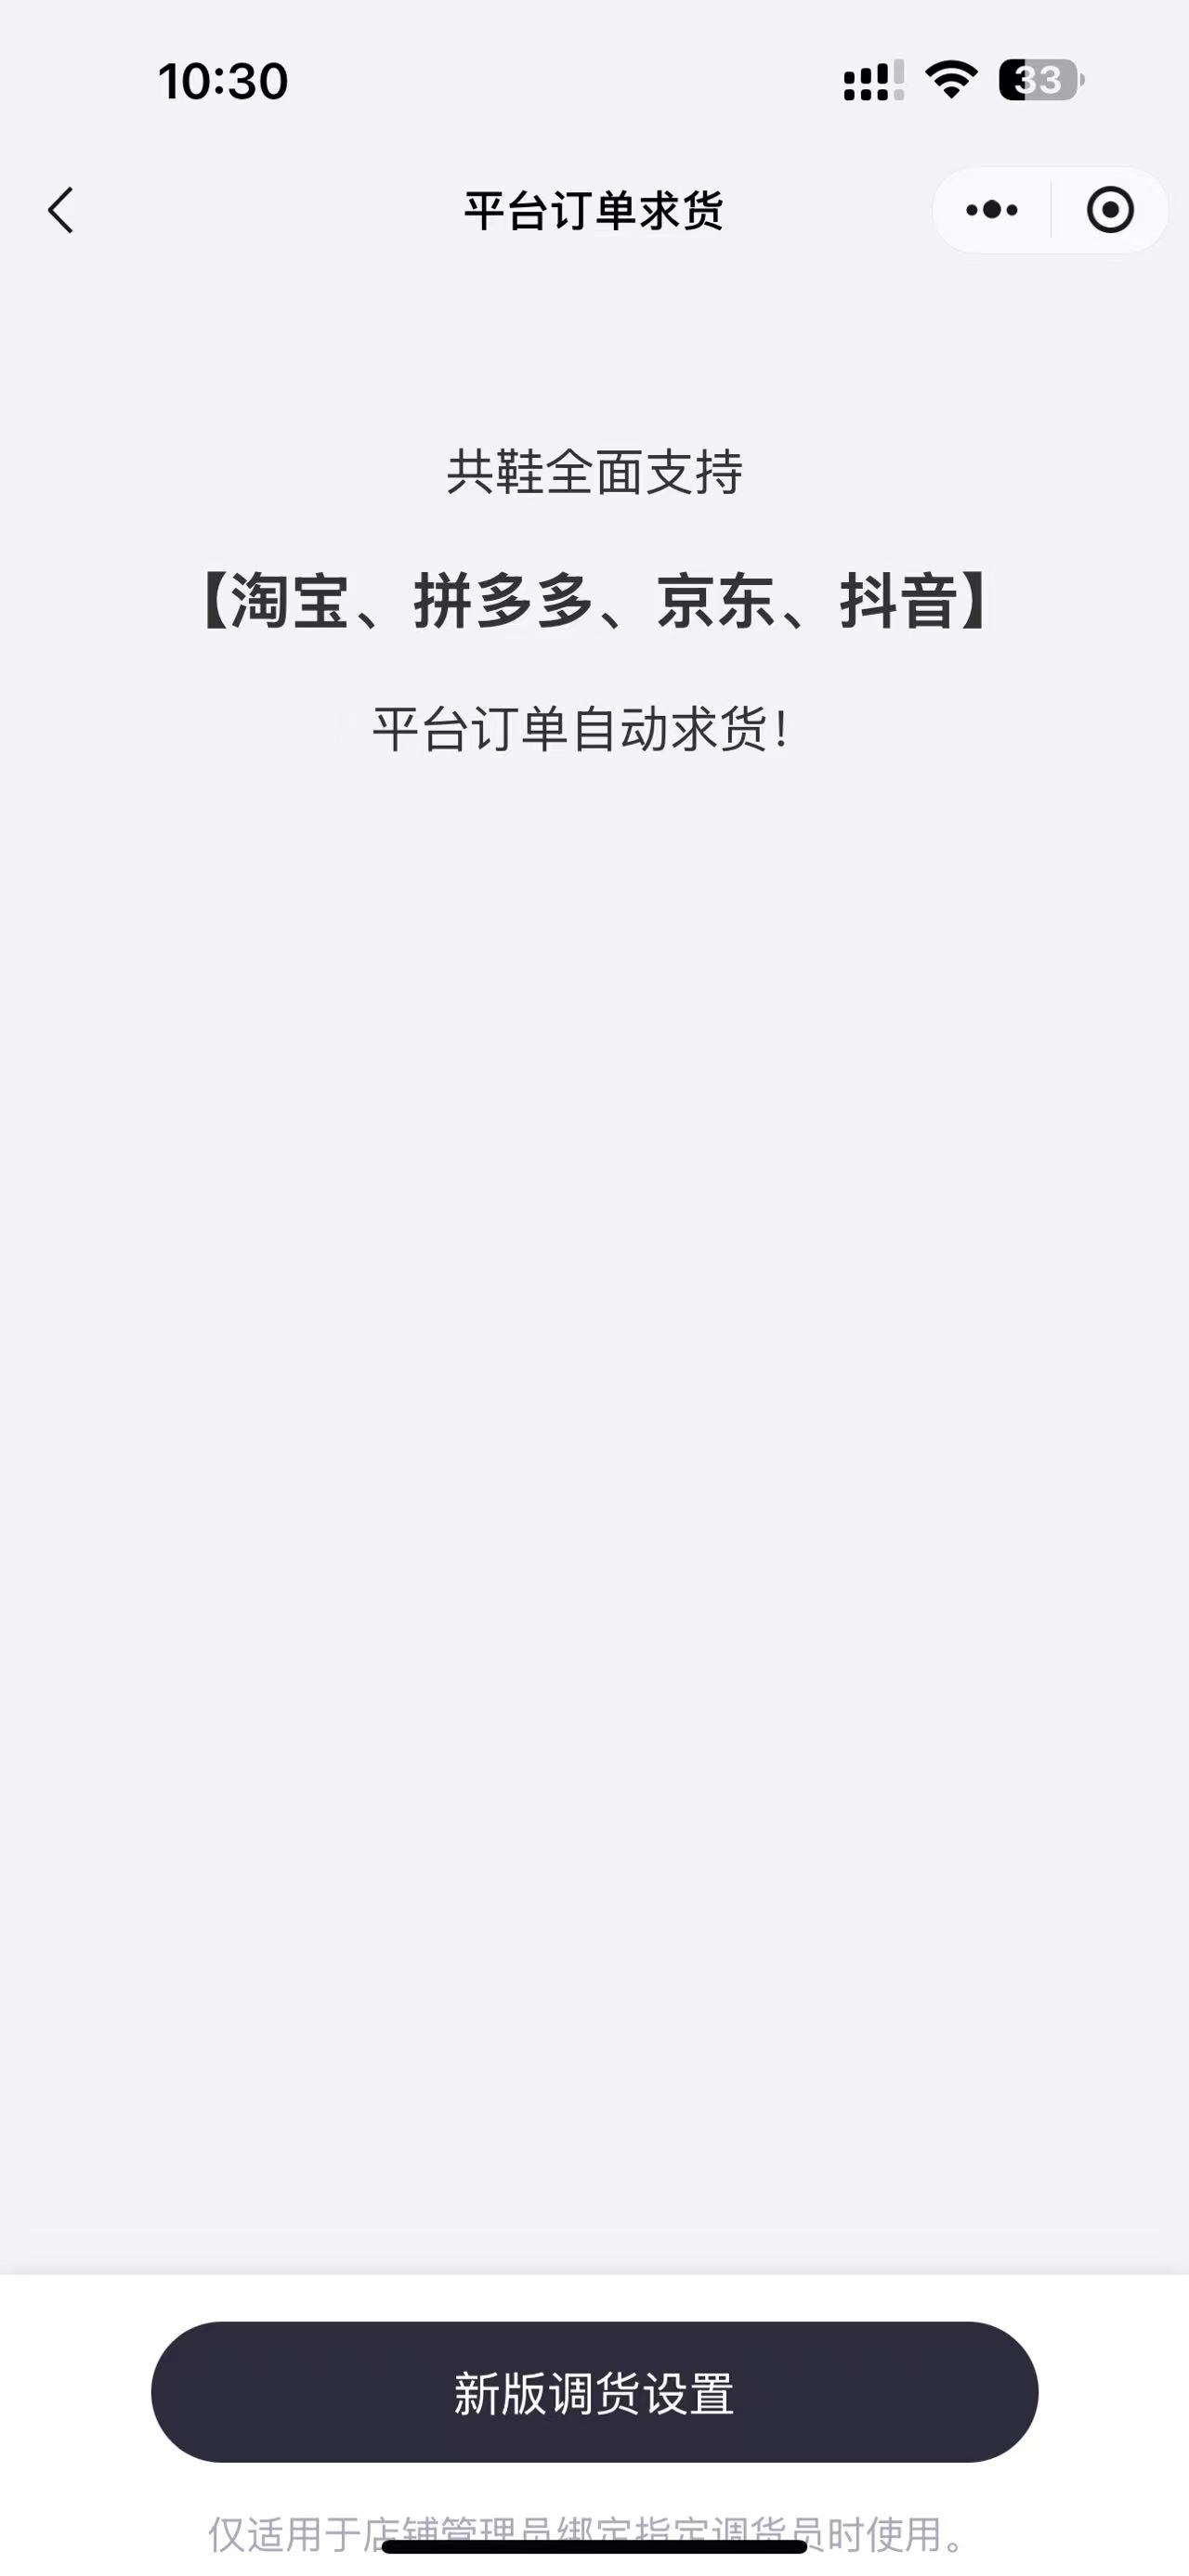 10:30
33
平台订单求货
共鞋全面支持
【淘宝、拼多多、京东、抖音】
平台订单自动求货！
新版调货设置
仅适用于店铺管理员绑定指定调货员时使用。